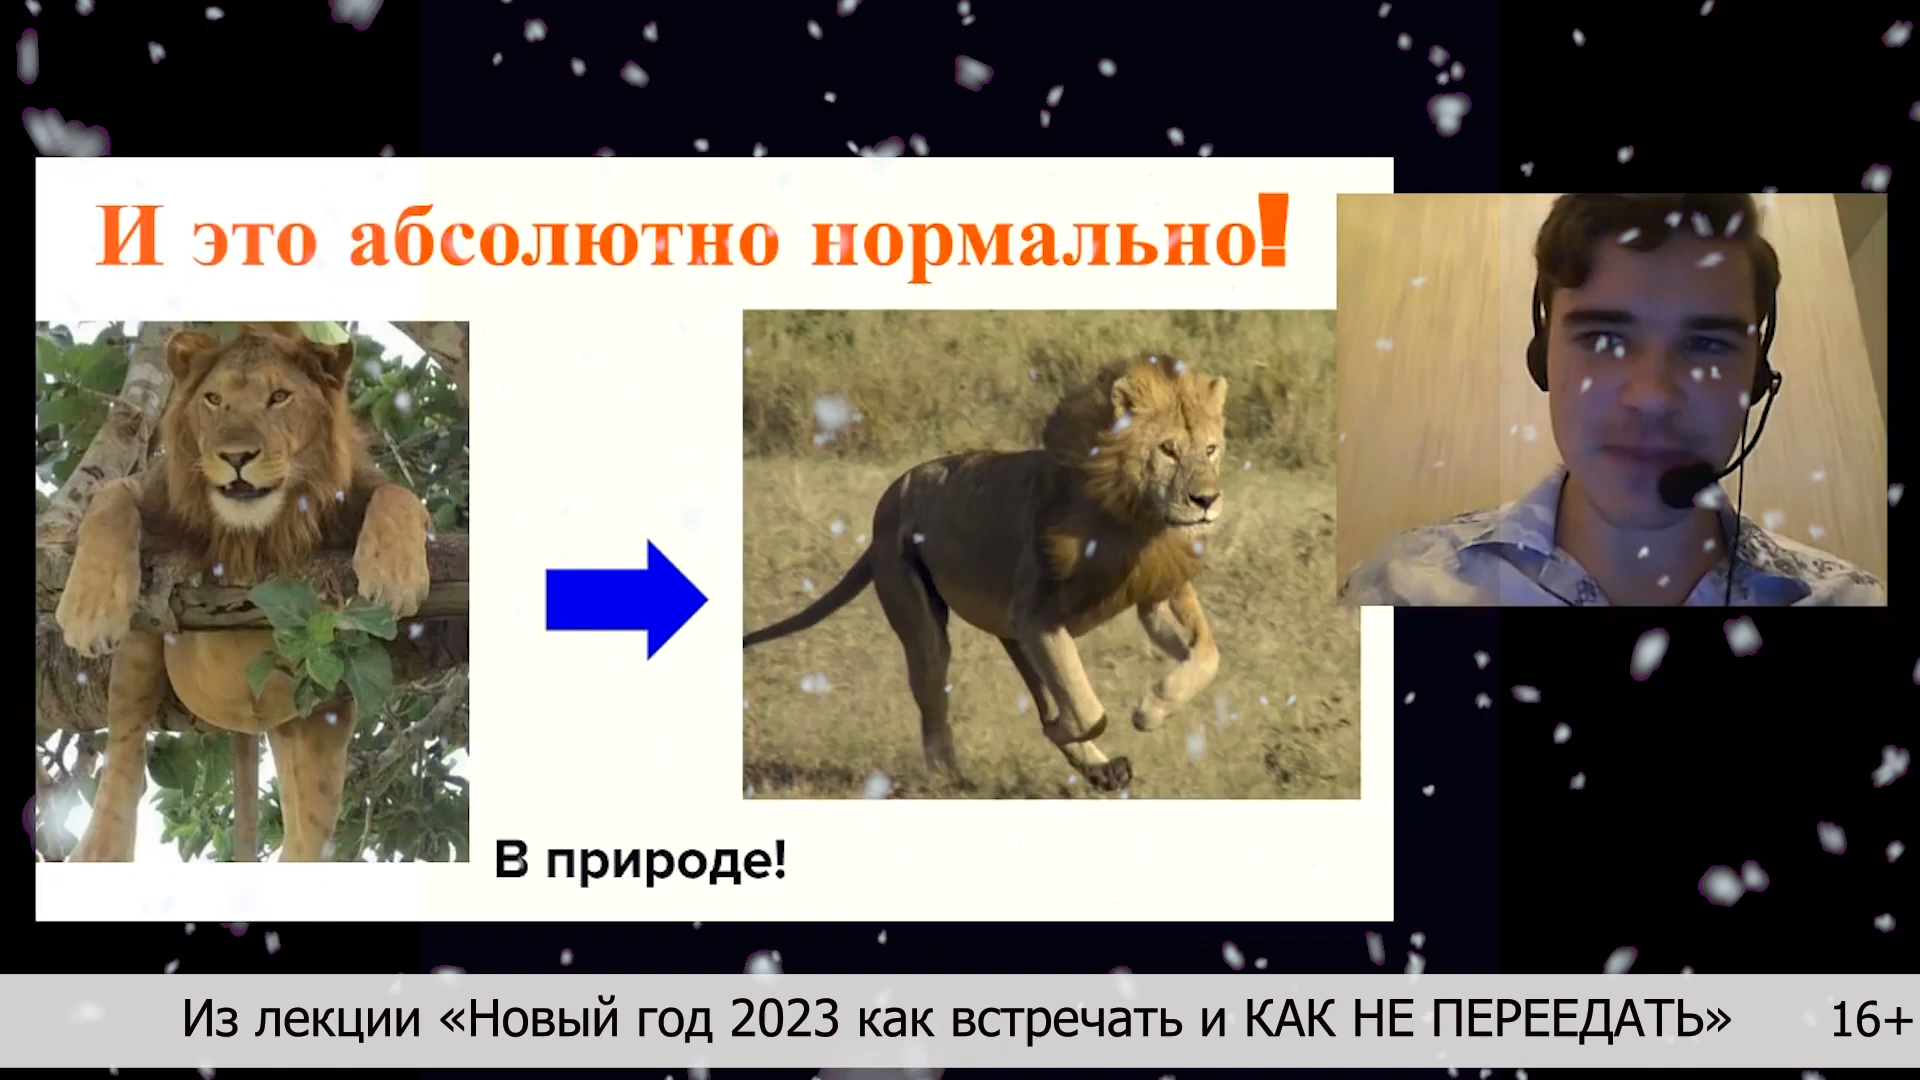 И это абсолютно нормально!
В природе!
Из лекции «Новый год 2023 как встречать и КАК НЕ ПЕРЕЕДАТЬ» 16+